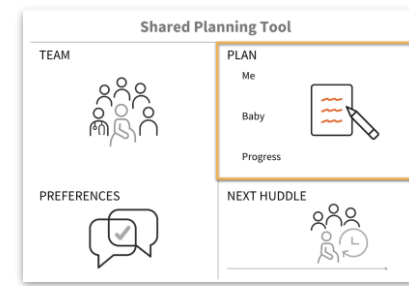 Shared Planning Tool
TEAM
PLAN
Me
Baby
Progress
PREFERENCES
NEXT HUDDLE